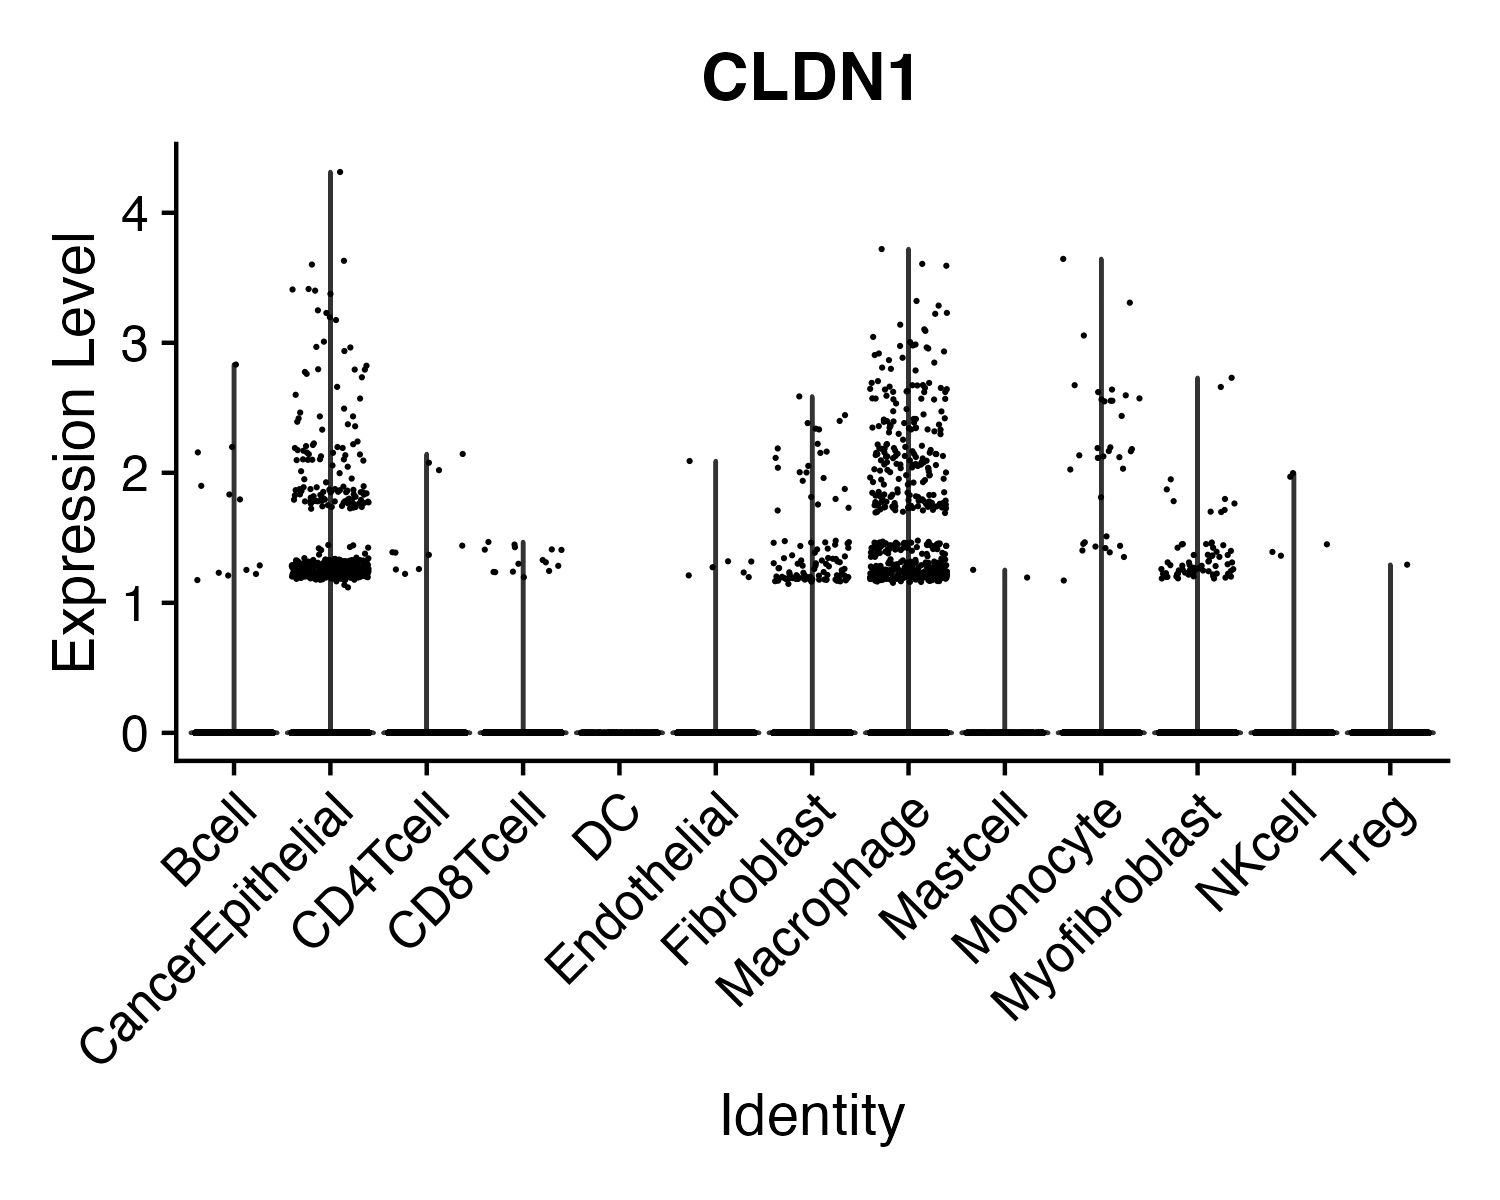 CLDN1
Expression Level
4
3
2
1
0
Bcell
CancerEpithelial
CD4Tcell
CD8Tcell
DC
Endothelial
Fibroblast
Macrophage
Mastcell
Monocyte
Myofibroblast
NKcell
Treg
Identity